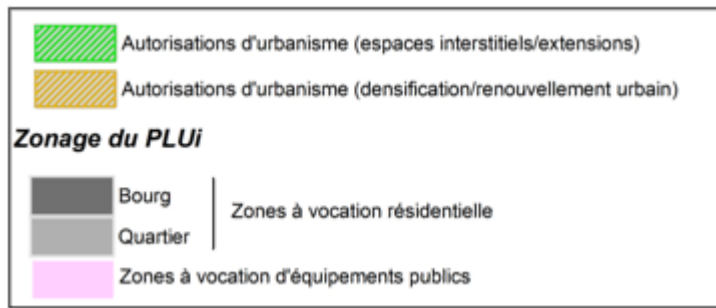 Autorisations d'urbanisme (espaces interstitiels/extensions)
Autorisations d'urbanisme (densification/renouvellement urbain)
Zonage du PLUi
Bourg
Zones à vocation résidentielle
Quartier
Zones à vocation d'équipements publics